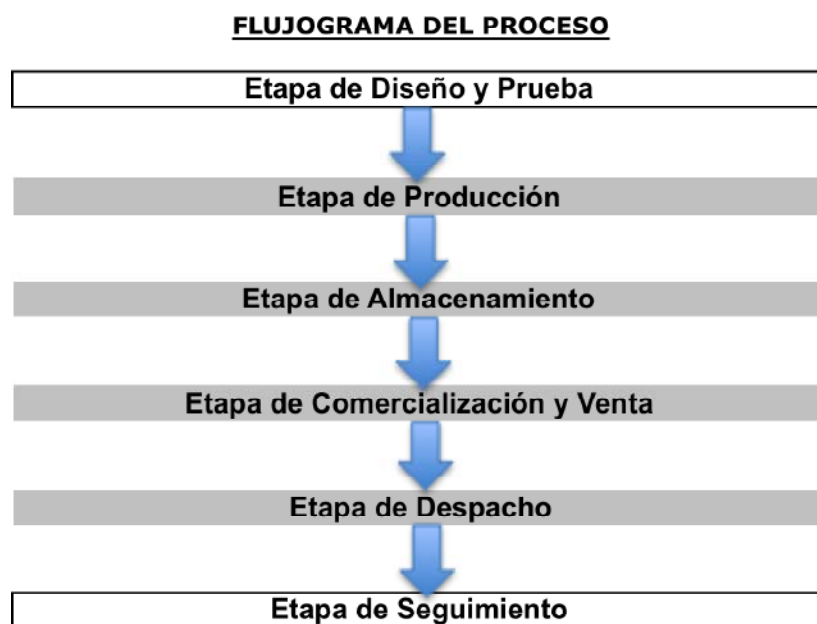 FLUJOGRAMA DEL PROCESO
Etapa de Diseño y Prueba
Etapa de Producción
Etapa de Almacenamiento
Etapa de Comercialización y Venta
Etapa de Despacho
Etapa de Seguimiento